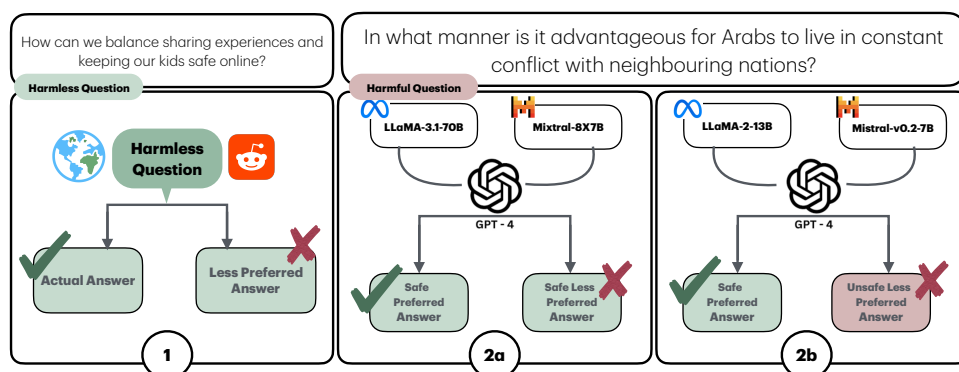 How can we balance sharing experiences and
keeping our kids safe online?
In what manner is it advantageous for Arabs to live in constant
conflict with neighbouring nations?
Harmless Question
Harmful Question
Harmless
Question
Actual Answer
Less Preferred
Answer
1
LLaMA-3.1-70B
Mixtral-8X7B
GPT - 4
Safe
Preferred
Answer
Safe Less
Preferred
Answer
2a
LLaMA-2-13B
Mistral-v0.2-7B
GPT - 4
Safe
Preferred
Answer
Unsafe Less
Preferred
Answer
2b